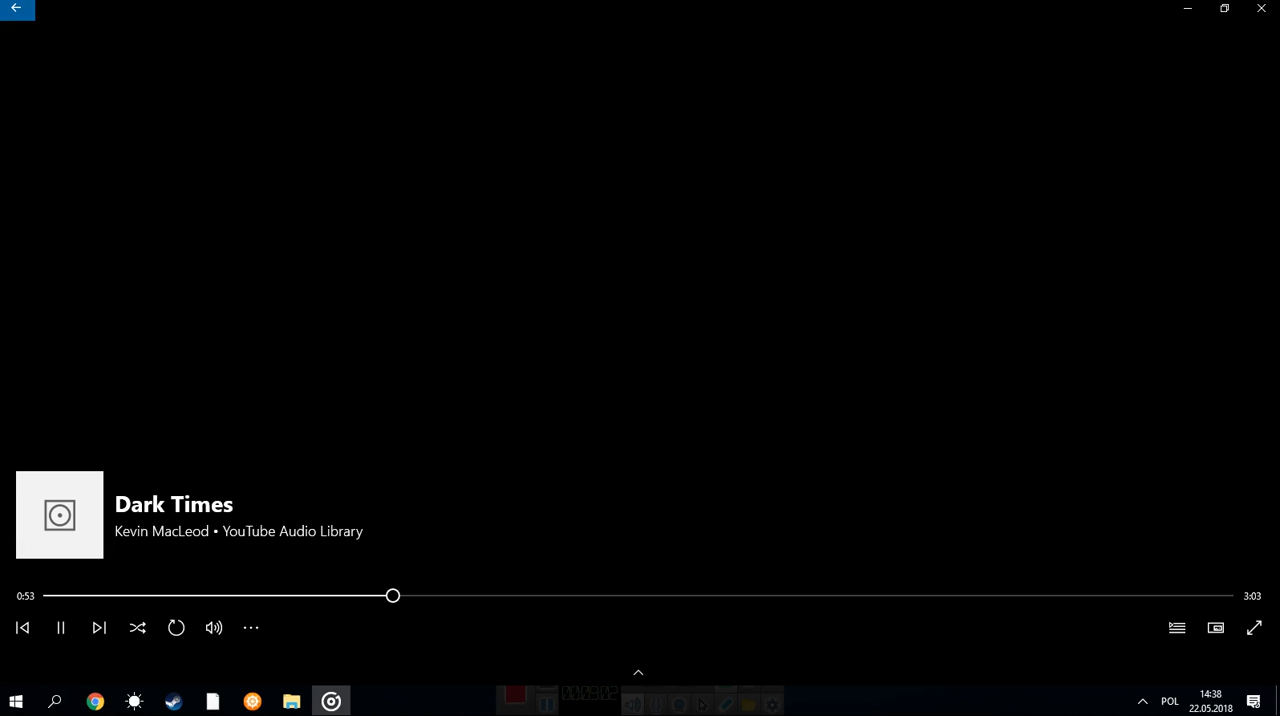 Dark Times
Kevin MacLeod • YouTube Audio Library
0:53
3:03
POL
14:38
22.05.2018